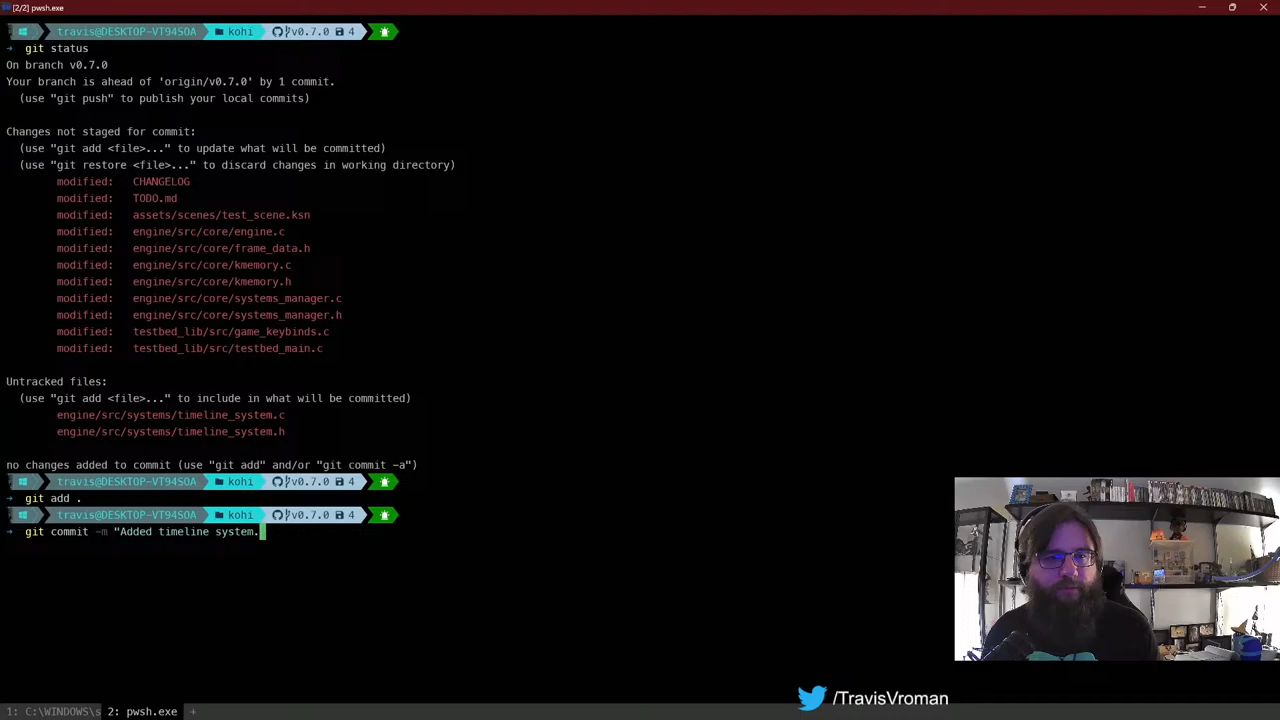 [2/2] pwsh.exe
travis@DESKTOP-VT94SOA kohi v0.7.0 4
→ git status
On branch v0.7.0
Your branch is ahead of 'origin/v0.7.0' by 1 commit.
(use "git push" to publish your local commits)
Changes not staged for commit:
(use "git add <file>..." to update what will be committed)
(use "git restore <file>..." to discard changes in working directory)
modified: CHANGELOG
modified: TODO.md
modified: assets/scenes/test_scene.ksn
modified: engine/src/core/engine.c
modified: engine/src/core/frame_data.h
modified: engine/src/core/kmemory.c
modified: engine/src/core/kmemory.h
modified: engine/src/core/systems_manager.c
modified: engine/src/core/systems_manager.h
modified: testbed_lib/src/game_keybinds.c
modified: testbed_lib/src/testbed_main.c
Untracked files:
(use "git add <file>..." to include in what will be committed)
engine/src/systems/timeline_system.c
engine/src/systems/timeline_system.h
no changes added to commit (use "git add" and/or "git commit -a")
travis@DESKTOP-VT94SOA kohi v0.7.0 4
→ git add .
travis@DESKTOP-VT94SOA kohi v0.7.0 4
→ git commit -m "Added timeline system.
/TravisVroman
1: C:\WINDOWS\s 2: pwsh.exe +